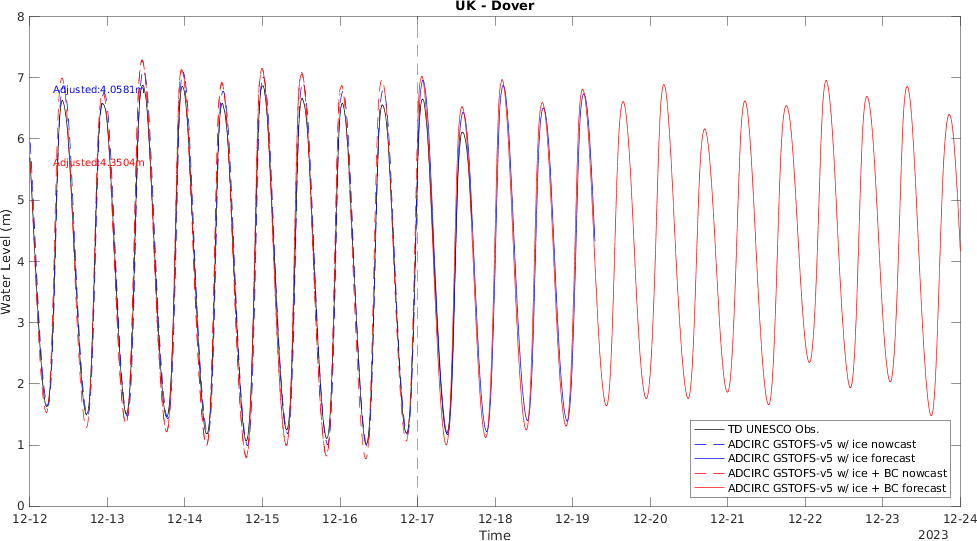 UK - Dover
8
7
6
5
4
3
2
1
0
Water Level (m)
Adjusted:4.0581m
Adjusted:4.3504m
TD UNESCO Obs.
ADCIRC GSTOFS-v5 w/ ice nowcast
ADCIRC GSTOFS-v5 w/ ice forecast
ADCIRC GSTOFS-v5 w/ ice + BC nowcast
ADCIRC GSTOFS-v5 w/ ice + BC forecast
12-12 12-13 12-14 12-15 12-16 12-17 12-18 12-19 12-20 12-21 12-22 12-23 12-24
Time
2023